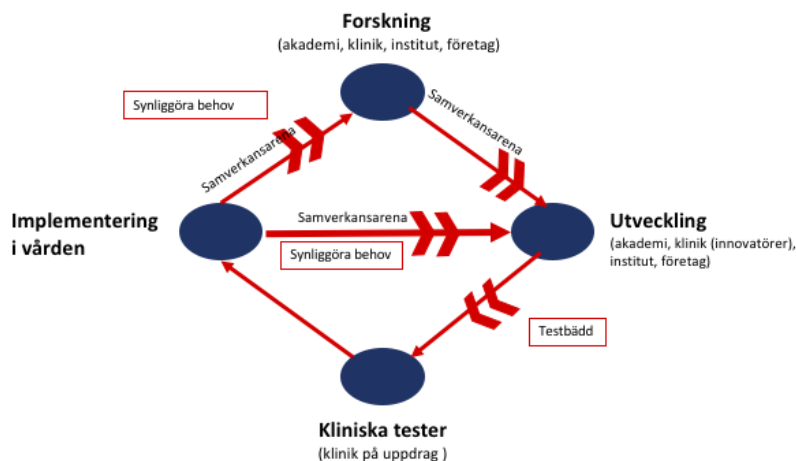 Forskning
(akademi, klinik, institut, företag)
Synliggöra behov
Samverkansarena
Samverkansarena
Implementering
i vården
Samverkansarena
Synliggöra behov
Utveckling
(akademi, klinik (innovatörer),
institut, företag)
Testbädd
Kliniska tester
(klinik på uppdrag )